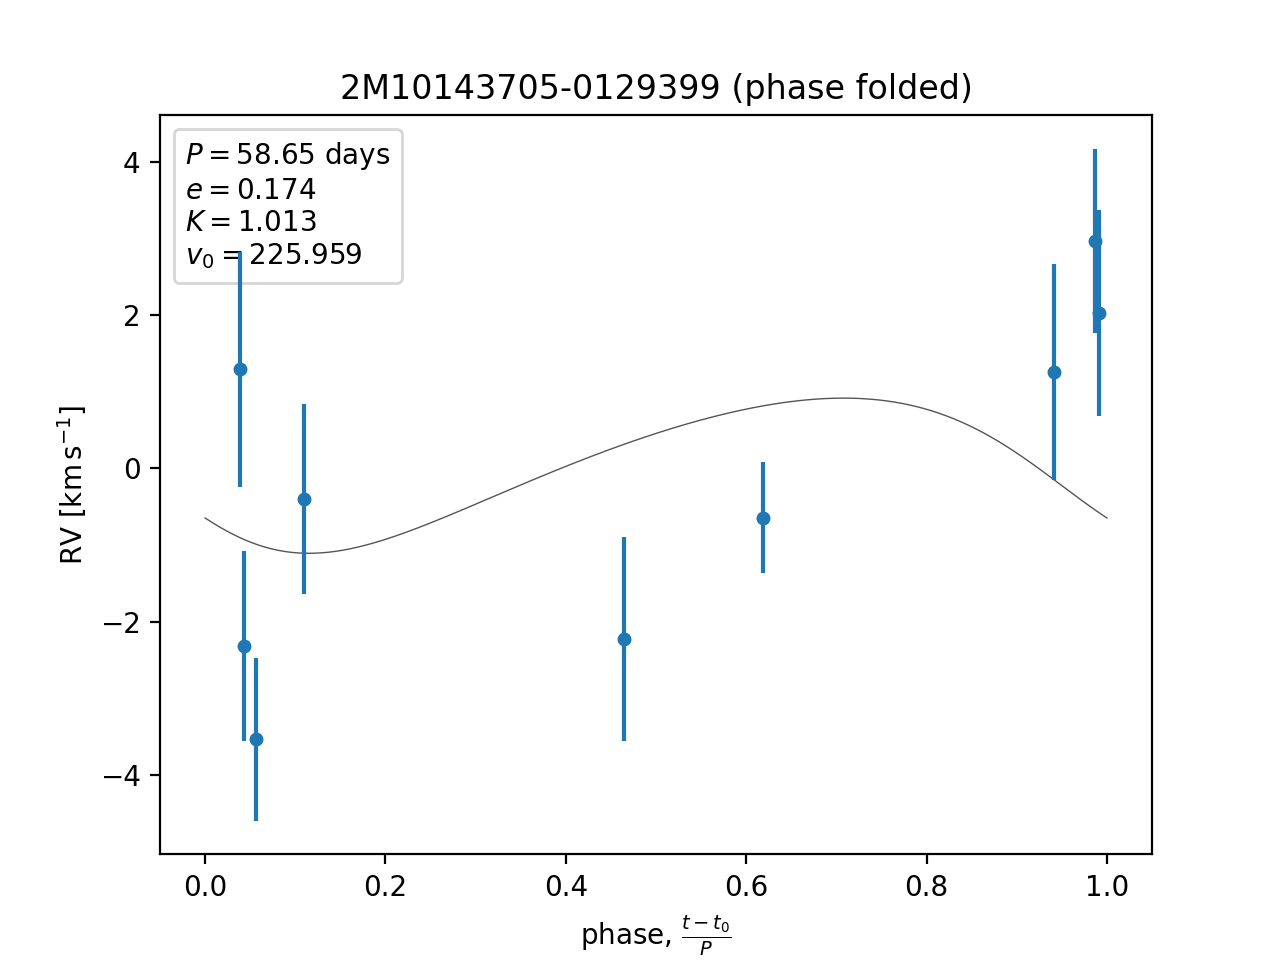 2M10143705-0129399 (phase folded)
P = 58.65 days
e = 0.174
K = 1.013
v₀ = 225.959
4
2
0
−2
−4
RV [km s⁻¹]
0.0 0.2 0.4 0.6 0.8 1.0
phase, (t − t₀)/P